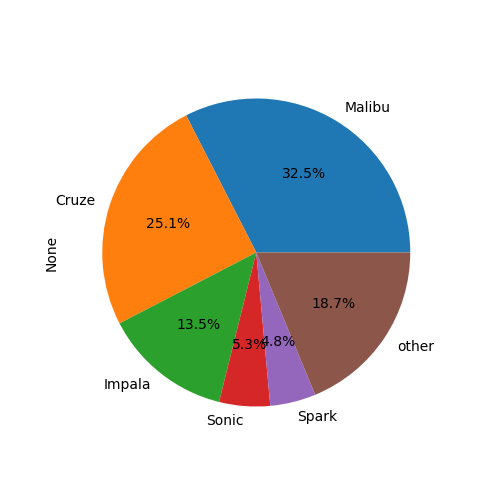 Malibu
32.5%
Cruze
25.1%
None
13.5%
Impala
5.3%
Sonic
4.8%
Spark
18.7%
other